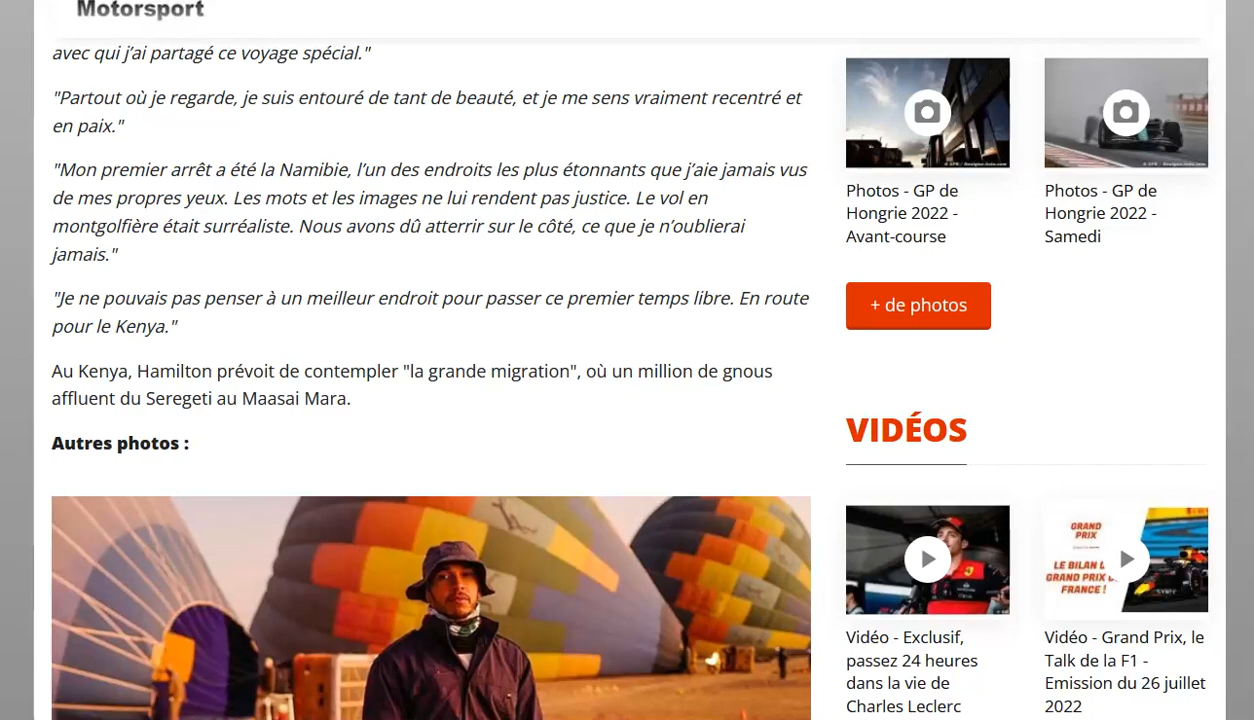 Motorsport
avec qui j’ai partagé ce voyage spécial."
"Partout où je regarde, je suis entouré de tant de beauté, et je me sens vraiment recentré et
en paix."
"Mon premier arrêt a été la Namibie, l’un des endroits les plus étonnants que j’aie jamais vus
de mes propres yeux. Les mots et les images ne lui rendent pas justice. Le vol en
montgolfière était surréaliste. Nous avons dû atterrir sur le côté, ce que je n’oublierai
jamais."
"Je ne pouvais pas penser à un meilleur endroit pour passer ce premier temps libre. En route
pour le Kenya."
Au Kenya, Hamilton prévoit de contempler "la grande migration", où un million de gnous
affluent du Seregeti au Maasai Mara.
Autres photos :
Photos - GP de
Hongrie 2022 -
Avant-course
Photos - GP de
Hongrie 2022 -
Samedi
+ de photos
VIDÉOS
GRAND
PRIX
LE BILAN
GRAND PRIX
FRANCE !
Vidéo - Exclusif,
passez 24 heures
dans la vie de
Charles Leclerc
Vidéo - Grand Prix, le
Talk de la F1 -
Emission du 26 juillet
2022